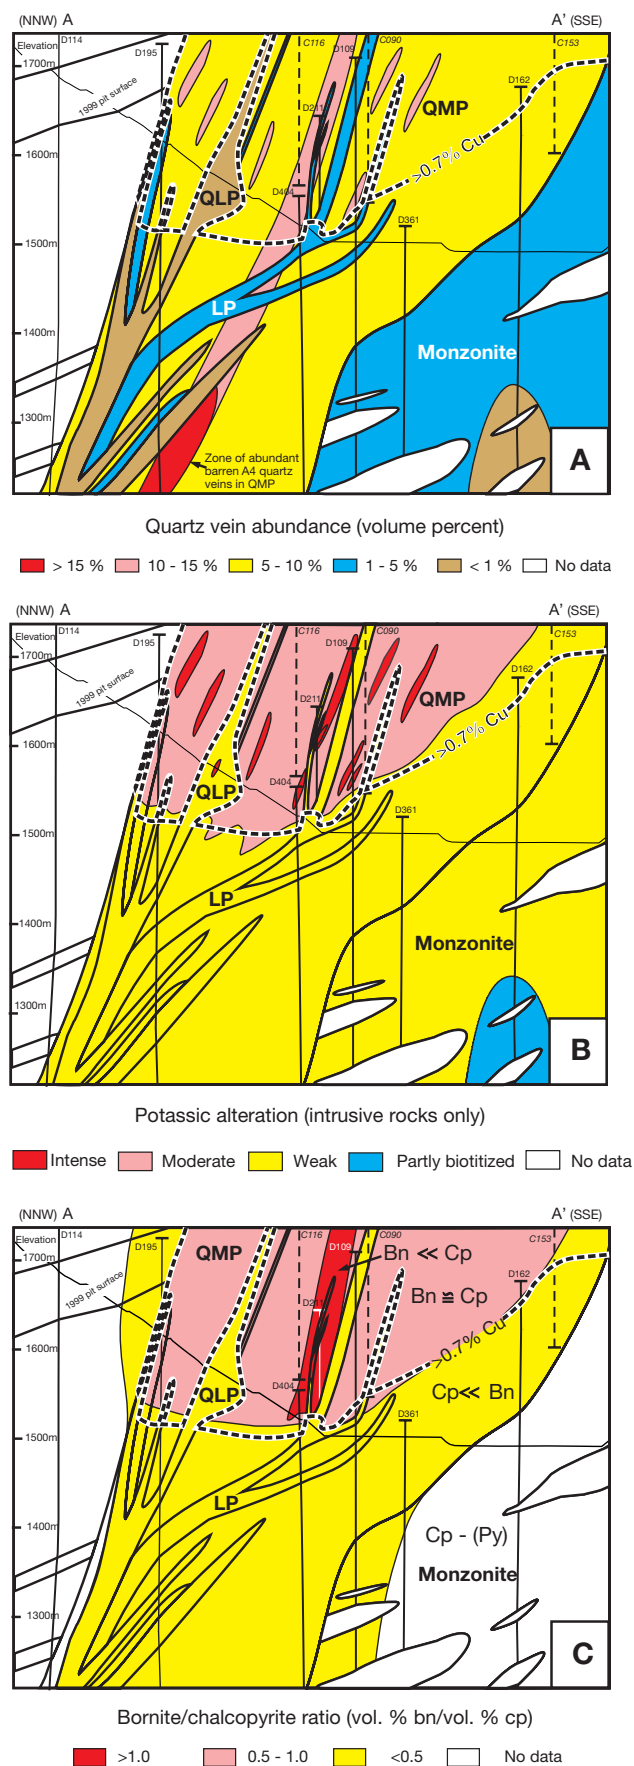 (NNW) A
A' (SSE)
Elevation
D114
D195
C116
D109
C090
C153
1700m
1999 pit surface
D211
D162
QMP
1600m
>0.7% Cu
D404
QLP
D361
1500m
LP
1400m
Monzonite
1300m
Zone of abundant
barren A4 quartz
veins in QMP
A
Quartz vein abundance (volume percent)
> 15 %
10 - 15 %
5 - 10 %
1 - 5 %
< 1 %
No data
(NNW) A
A' (SSE)
Elevation
D114
D195
C116
D109
C090
C153
1700m
1999 pit surface
D211
D162
QMP
1600m
>0.7% Cu
D404
QLP
D361
1500m
LP
1400m
Monzonite
1300m
B
Potassic alteration (intrusive rocks only)
Intense
Moderate
Weak
Partly biotitized
No data
(NNW) A
A' (SSE)
Elevation
D114
D195
C116
D109
C090
C153
QMP
Bn << Cp
1700m
1999 pit surface
D211
Bn ≌ Cp
D162
1600m
>0.7% Cu
D404
QLP
Cp<< Bn
D361
1500m
LP
1400m
Cp - (Py)
Monzonite
1300m
C
Bornite/chalcopyrite ratio (vol. % bn/vol. % cp)
>1.0
0.5 - 1.0
<0.5
No data